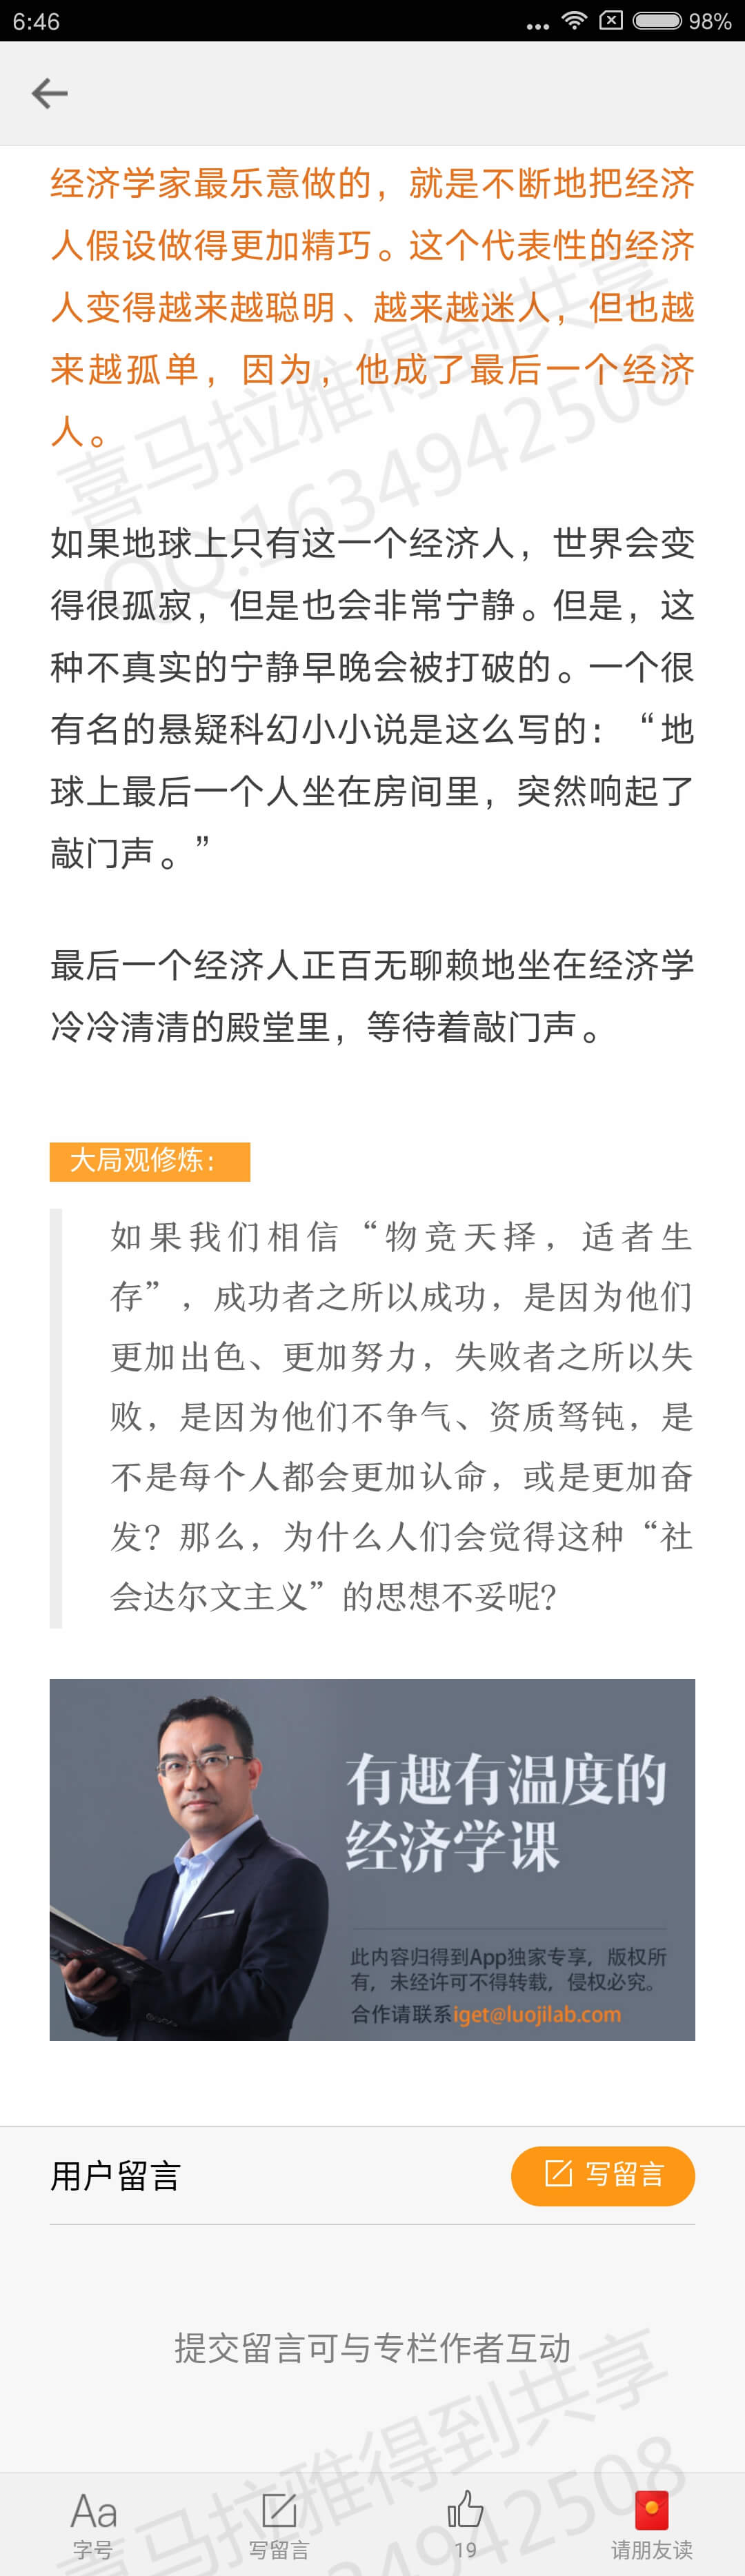 6:46
98%
经济学家最乐意做的，就是不断地把经济
人假设做得更加精巧。这个代表性的经济
人变得越来越聪明、越来越迷人，但也越
来越孤单，因为，他成了最后一个经济
人。
喜马拉雅得到共享
QQ:1634942508
如果地球上只有这一个经济人，世界会变
得很孤寂，但是也会非常宁静。但是，这
种不真实的宁静早晚会被打破的。一个很
有名的悬疑科幻小小说是这么写的：“地
球上最后一个人坐在房间里，突然响起了
敲门声。”
最后一个经济人正百无聊赖地坐在经济学
冷冷清清的殿堂里，等待着敲门声。
大局观修炼：
如果我们相信“物竞天择，适者生
存”，成功者之所以成功，是因为他们
更加出色、更加努力，失败者之所以失
败，是因为他们不争气、资质驽钝，是
不是每个人都会更加认命，或是更加奋
发？那么，为什么人们会觉得这种“社
会达尔文主义”的思想不妥呢？
有趣有温度的
经济学课
此内容归得到App独家专享，版权所
有，未经许可不得转载，侵权必究。
合作请联系iget@luojilab.com
用户留言
写留言
提交留言可与专栏作者互动
喜马拉雅得到共享
4942508
Aa
字号
写留言
19
请朋友读